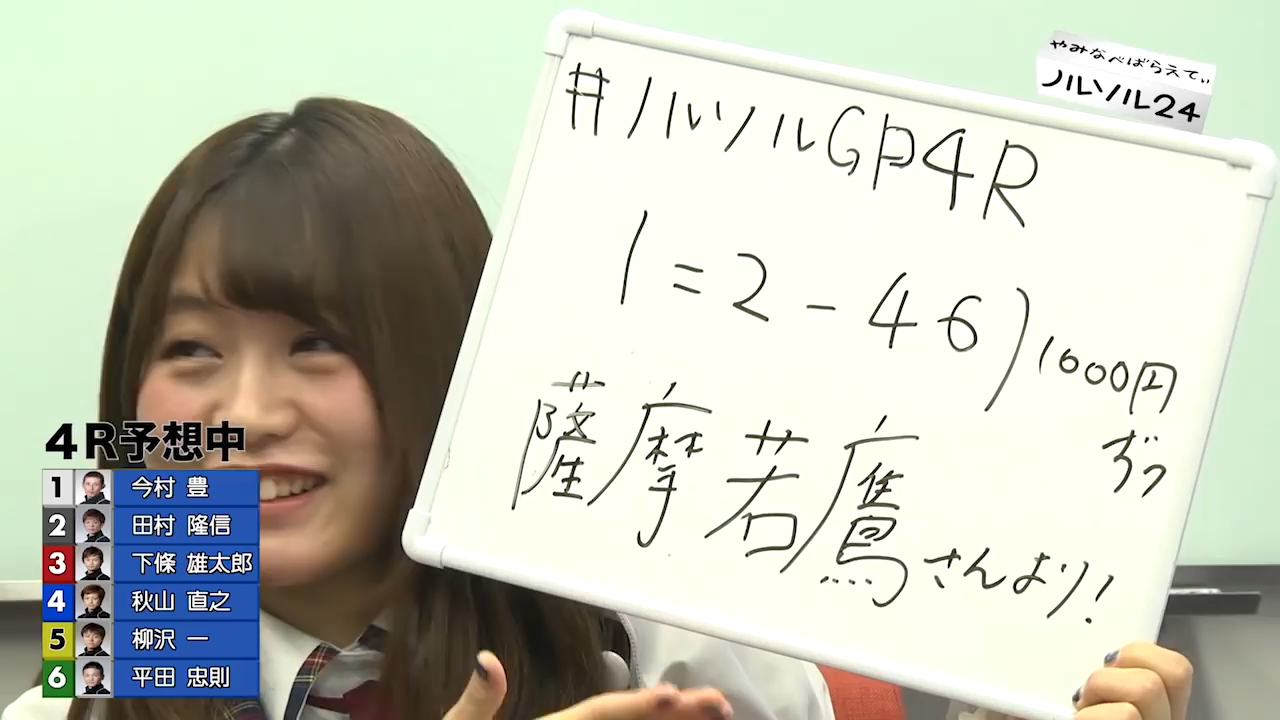 やみなべばらえてぃ
ノルソル24
#ノルソルGP4R
1=2-46)1000円
ずつ
薩摩若鷹さんより!
4R予想中
1 今村 豊
2 田村 隆信
3 下條 雄太郎
4 秋山 直之
5 柳沢 一
6 平田 忠則